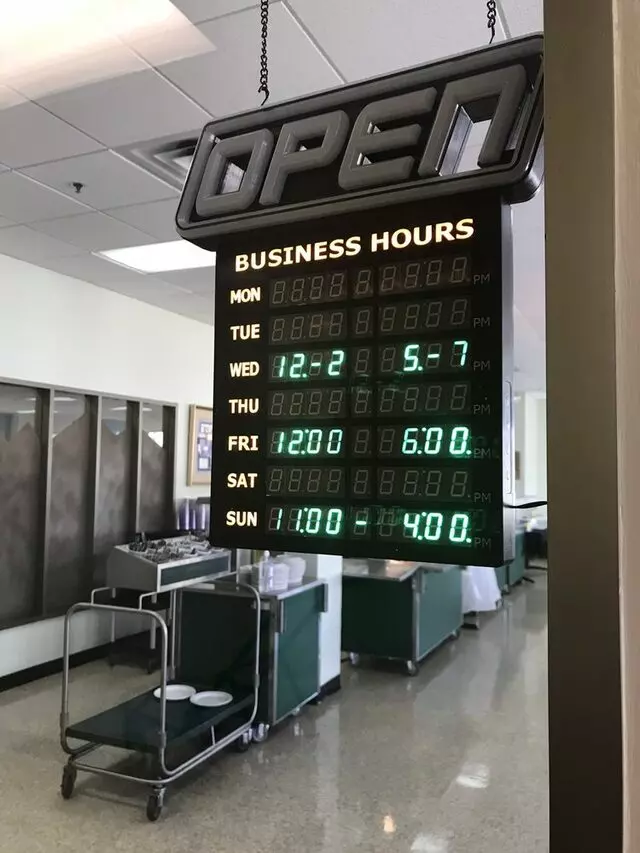 OPEN
BUSINESS HOURS
MON
TUE
WED 12.-2 5.-7
THU
FRI 12:00 6:00.
SAT
SUN 11:00 - 4:00.